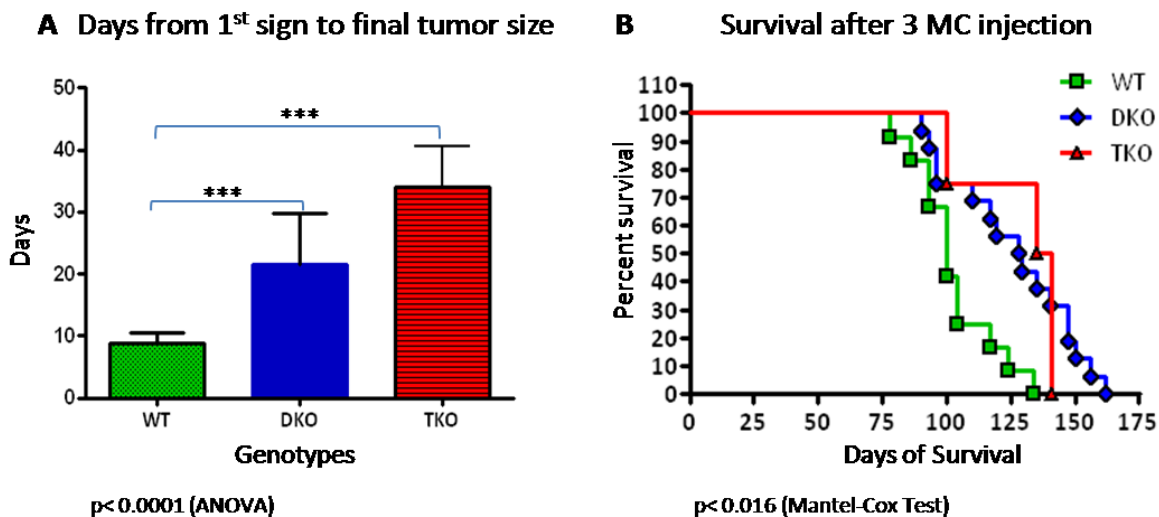 A Days from 1st sign to final tumor size
50
40
30
20
10
0
Days
***
***
WT
DKO
TKO
Genotypes
p< 0.0001 (ANOVA)
B Survival after 3 MC injection
110
100
90
80
70
60
50
40
30
20
10
0
Percent survival
WT
DKO
TKO
0
25
50
75
100
125
150
175
Days of Survival
p< 0.016 (Mantel-Cox Test)